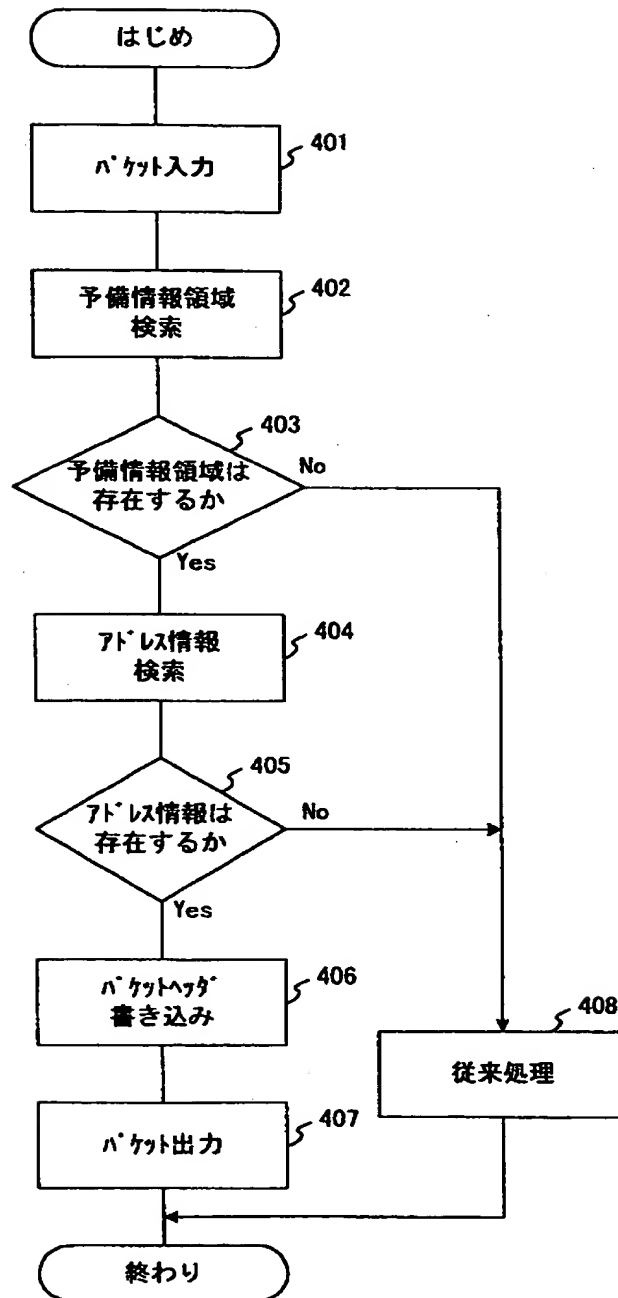 はじめ
ﾊﾟｹｯﾄ入力
401
予備情報領域
検索
402
403
予備情報領域は
存在するか
No
Yes
ｱﾄﾞﾚｽ情報
検索
404
405
ｱﾄﾞﾚｽ情報は
存在するか
No
Yes
ﾊﾟｹｯﾄﾍｯﾀﾞ
書き込み
406
408
従来処理
ﾊﾟｹｯﾄ出力
407
終わり